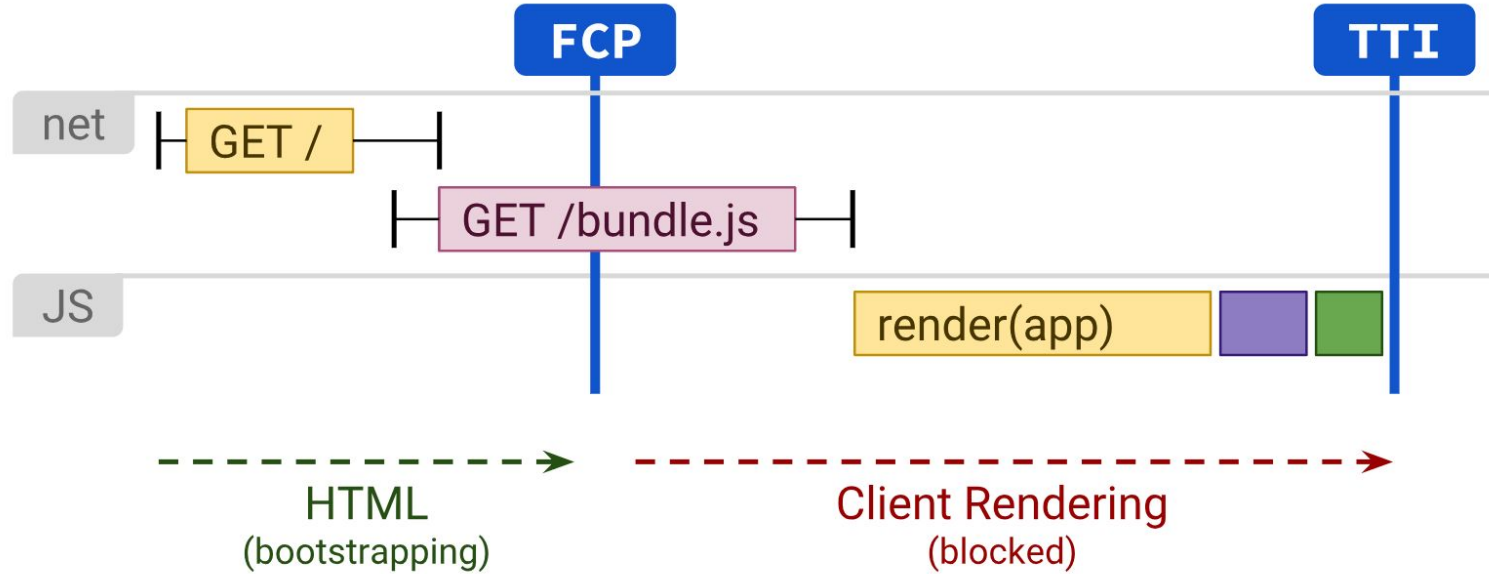 FCP
TTI
net
GET /
GET /bundle.js
JS
render(app)
HTML
(bootstrapping)
Client Rendering
(blocked)